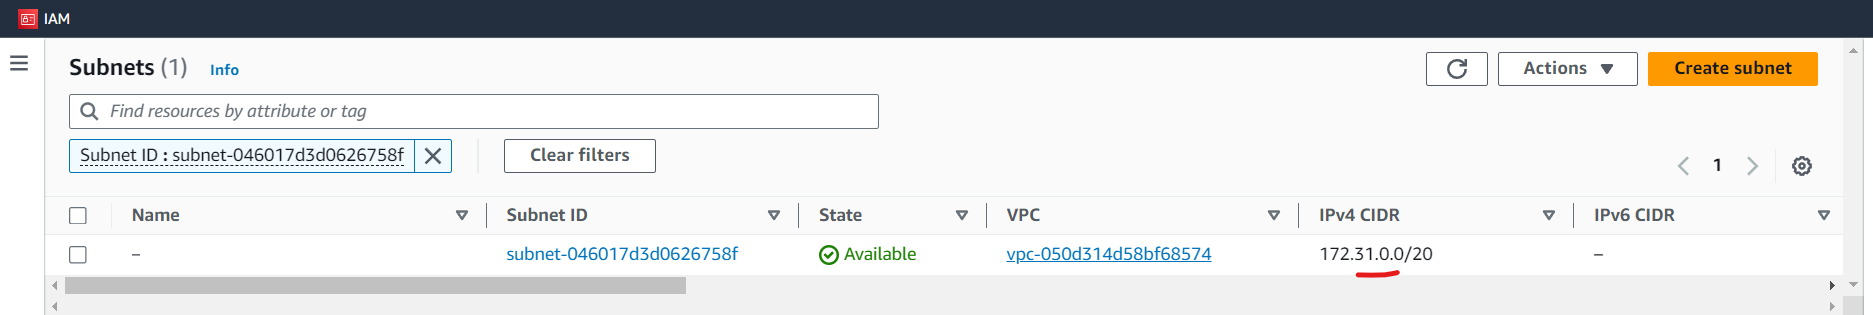 IAM
Subnets (1) Info
Actions
Create subnet
Find resources by attribute or tag
Subnet ID : subnet-046017d3d0626758f
Clear filters
1
Name Subnet ID State VPC IPv4 CIDR IPv6 CIDR
– subnet-046017d3d0626758f Available vpc-050d314d58bf68574 172.31.0.0/20 –